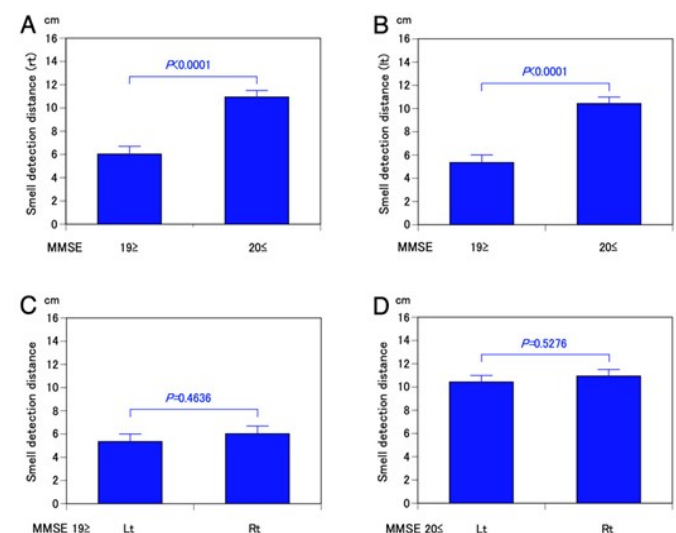 A cm
Smell detection distance (rt)
16
14
12
10
8
6
4
2
0
P<0.0001
MMSE 19≥ 20≤
B cm
Smell detection distance (lt)
16
14
12
10
8
6
4
2
0
P<0.0001
MMSE 19≥ 20≤
C cm
Smell detection distance
16
14
12
10
8
6
4
2
0
P=0.4636
MMSE 19≥ Lt Rt
D cm
Smell detection distance
16
14
12
10
8
6
4
2
0
P=0.5276
MMSE 20≤ Lt Rt